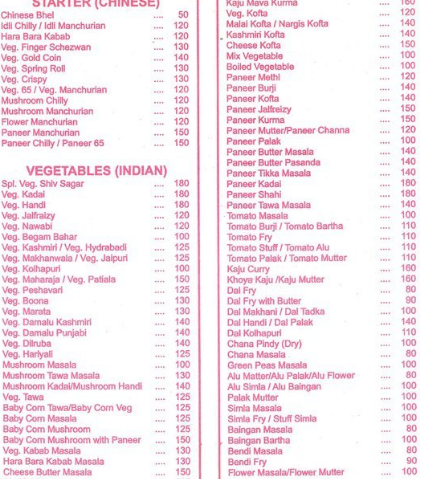 STARTER (CHINESE)
Chinese Bhel .... 50
Idli Chilly / Idli Manchurian .... 120
Hara Bara Kabab .... 120
Veg. Finger Schezwan .... 130
Veg. Gold Coin .... 140
Veg. Spring Roll .... 130
Veg. Crispy .... 130
Veg. 65 / Veg. Manchurian .... 120
Mushroom Chilly .... 120
Mushroom Manchurian .... 120
Flower Manchurian .... 120
Paneer Manchurian .... 150
Paneer Chilly / Paneer 65 .... 150
VEGETABLES (INDIAN)
Spl. Veg. Shiv Sagar .... 180
Veg. Kadai .... 180
Veg. Handi .... 180
Veg. Jalfraizy .... 120
Veg. Nawabi .... 120
Veg. Begam Bahar .... 100
Veg. Kashmiri / Veg. Hydrabadi .... 125
Veg. Makhanwala / Veg. Jaipuri .... 125
Veg. Kolhapuri .... 100
Veg. Maharaja / Veg. Patiala .... 150
Veg. Peshavari .... 125
Veg. Boona .... 130
Veg. Marata .... 130
Veg. Damalu Kashmiri .... 140
Veg. Damalu Punjabi .... 140
Veg. Dilruba .... 140
Veg. Hariyali .... 125
Mushroom Masala .... 100
Mushroom Tawa Masala .... 130
Mushroom Kadai/Mushroom Handi .... 140
Veg. Tawa .... 125
Baby Corn Tawa/Baby Corn Veg .... 125
Baby Corn Masala .... 125
Baby Corn Mushroom .... 125
Baby Corn Mushroom with Paneer .... 150
Veg. Kabab Masala .... 130
Hara Bara Kabab Masala .... 130
Cheese Butter Masala .... 150
Kaju Mava Kurma .... 160
Veg. Kofta .... 120
Malai Kofta / Nargis Kofta .... 140
Kashmiri Kofta .... 140
Cheese Kofta .... 150
Mix Vegetable .... 100
Boiled Vegetable .... 100
Paneer Methi .... 120
Paneer Burji .... 140
Paneer Kofta .... 140
Paneer Jalfreizy .... 150
Paneer Kurma .... 150
Paneer Mutter/Paneer Channa .... 120
Paneer Palak .... 100
Paneer Butter Masala .... 140
Paneer Butter Pasanda .... 140
Paneer Tikka Masala .... 140
Paneer Kadai .... 180
Paneer Shahi .... 180
Paneer Tawa Masala .... 140
Tomato Masala .... 100
Tomato Burji / Tomato Bartha .... 110
Tomato Fry .... 110
Tomato Stuff / Tomato Alu .... 110
Tomato Palak / Tomato Mutter .... 110
Kaju Curry .... 160
Khoya Kaju /Kaju Mutter .... 160
Dal Fry .... 80
Dal Fry with Butter .... 90
Dal Makhani / Dal Tadka .... 100
Dal Handi / Dal Palak .... 140
Dal Kolhapuri .... 110
Chana Pindy (Dry) .... 100
Chana Masala .... 80
Green Peas Masala .... 100
Alu Matter/Alu Palak/Alu Flower .... 80
Alu Simla / Alu Baingan .... 100
Palak Mutter .... 100
Simla Masala .... 100
Simla Fry / Stuff Simla .... 100
Baingan Masala .... 80
Baingan Bartha .... 100
Bendi Masala .... 80
Bendi Fry .... 90
Flower Masala/Flower Mutter .... 100